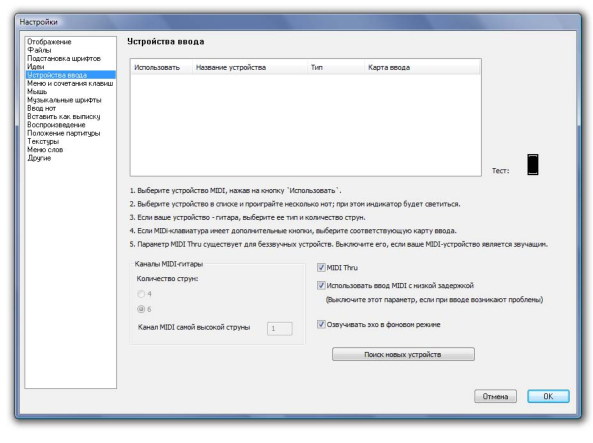 Настройки
Отображение
Файлы
Подстановка шрифтов
Идеи
Устройства ввода
Меню и сочетания клавиш
Мышь
Музыкальные шрифты
Ввод нот
Вставить как выписку
Воспроизведение
Положение партитуры
Текстуры
Меню слов
Другие
Устройства ввода
Использовать Название устройства Тип Карта ввода
Тест:
1. Выберите устройство MIDI, нажав на кнопку `Использовать`.
2. Выберите устройство в списке и проиграйте несколько нот; при этом индикатор будет светиться.
3. Если ваше устройство - гитара, выберите ее тип и количество струн.
4. Если MIDI-клавиатура имеет дополнительные кнопки, выберите соответствующую карту ввода.
5. Параметр MIDI Thru существует для беззвучных устройств. Выключите его, если ваше MIDI-устройство является звучащим.
Каналы MIDI-гитары
Количество струн:
4
6
Канал MIDI самой высокой струны 1
MIDI Thru
Использовать ввод MIDI с низкой задержкой
(Выключите этот параметр, если при вводе возникают проблемы)
Озвучивать эхо в фоновом режиме
Поиск новых устройств
Отмена OK